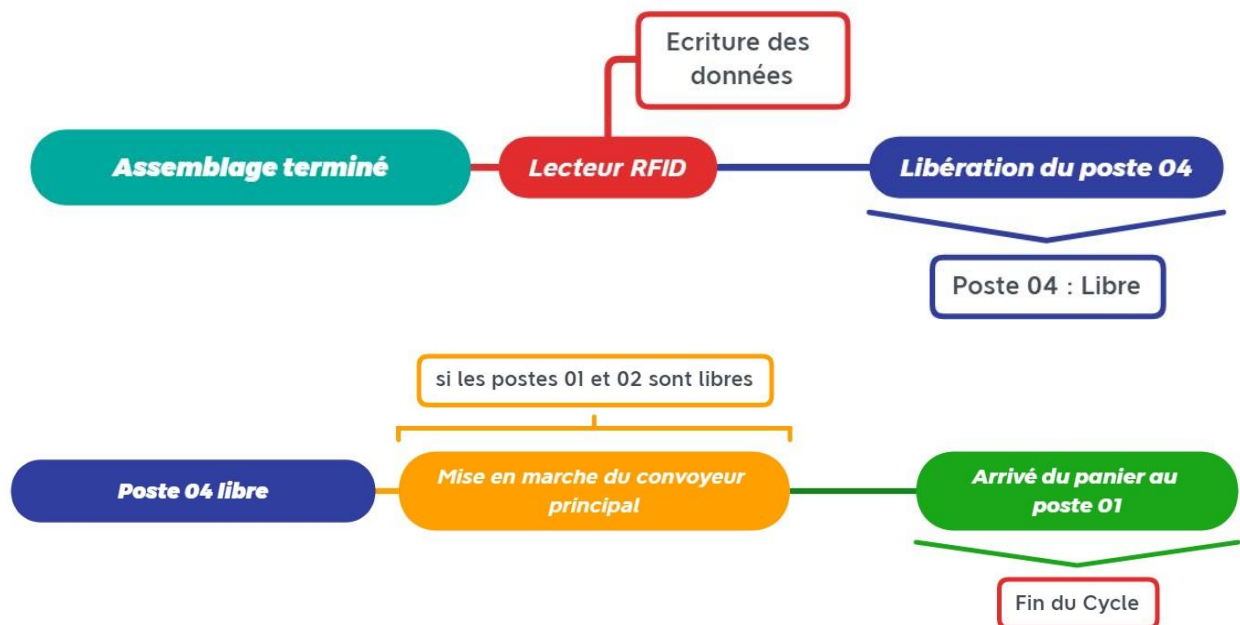 Ecriture des
données
Assemblage terminé
Lecteur RFID
Libération du poste 04
Poste 04 : Libre
si les postes 01 et 02 sont libres
Poste 04 libre
Mise en marche du convoyeur
principal
Arrivé du panier au
poste 01
Fin du Cycle